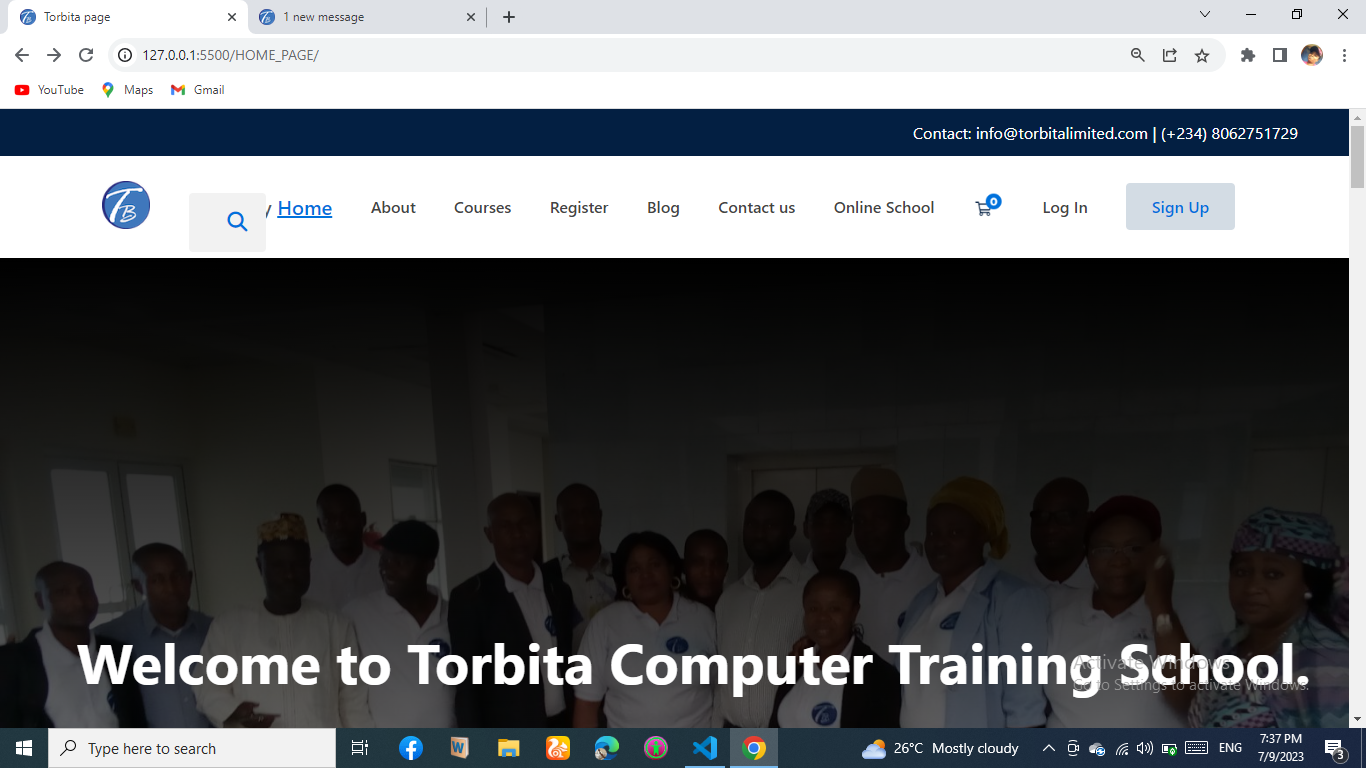 Torbita page
1 new message
127.0.0.1:5500/HOME_PAGE/
YouTube
Maps
Gmail
Contact: info@torbitalimited.com | (+234) 8062751729
TB
y Home
About
Courses
Register
Blog
Contact us
Online School
0
Log In
Sign Up
Welcome to Torbita Computer Training School.
Activate Windows
Go to Settings to activate Windows.
Type here to search
26°C Mostly cloudy
ENG
7:37 PM
7/9/2023
3